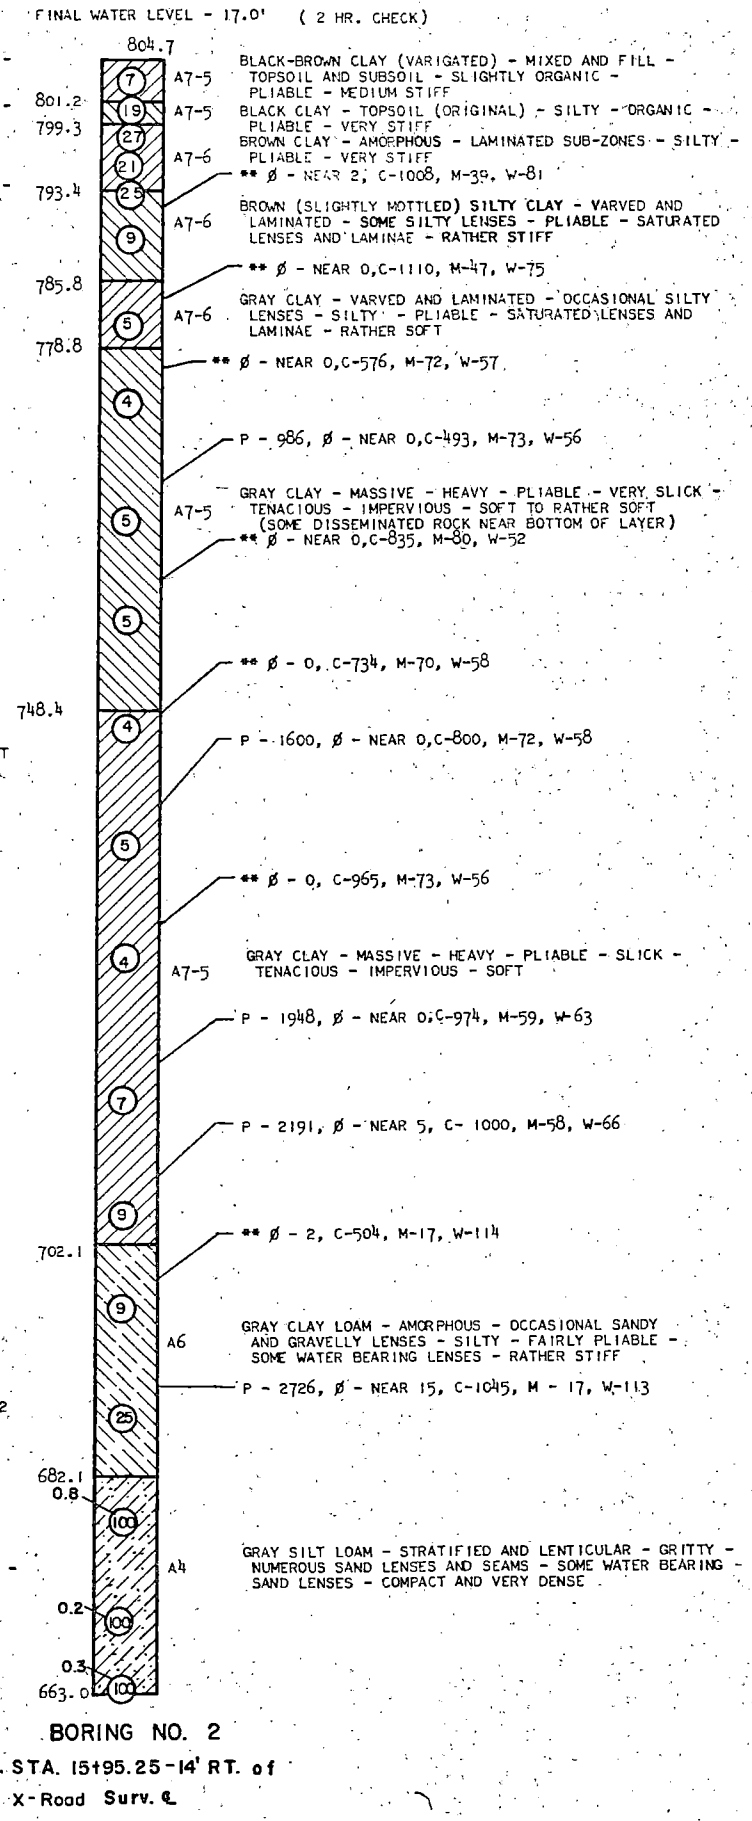 FINAL WATER LEVEL - 17.0' ( 2 HR. CHECK)
804.7
7
A7-5
BLACK-BROWN CLAY (VARIGATED) - MIXED AND FILL -
TOPSOIL AND SUBSOIL - SLIGHTLY ORGANIC -
PLIABLE - MEDIUM STIFF
801.2
19
A7-5
BLACK CLAY - TOPSOIL (ORIGINAL) - SILTY - ORGANIC -
PLIABLE - VERY STIFF
799.3
27
21
A7-6
BROWN CLAY - AMORPHOUS - LAMINATED SUB-ZONES - SILTY -
PLIABLE - VERY STIFF
** Ø - NEAR 2, C-1008, M-39, W-81
793.4
25
9
A7-6
BROWN (SLIGHTLY MOTTLED) SILTY CLAY - VARVED AND
LAMINATED - SOME SILTY LENSES - PLIABLE - SATURATED
LENSES AND LAMINAE - RATHER STIFF
** Ø - NEAR 0,C-1110, M-47, W-75
785.8
5
A7-6
GRAY CLAY - VARVED AND LAMINATED - OCCASIONAL SILTY
LENSES - SILTY - PLIABLE - SATURATED LENSES AND
LAMINAE - RATHER SOFT
778.8
** Ø - NEAR 0,C-576, M-72, W-57
4
P - 986, Ø - NEAR 0,C-493, M-73, W-56
5
A7-5
GRAY CLAY - MASSIVE - HEAVY - PLIABLE - VERY SLICK -
TENACIOUS - IMPERVIOUS - SOFT TO RATHER SOFT
(SOME DISSEMINATED ROCK NEAR BOTTOM OF LAYER)
** Ø - NEAR 0,C-835, M-80, W-52
5
** Ø - 0, C-734, M-70, W-58
748.4
4
T
P - 1600, Ø - NEAR 0,C-800, M-72, W-58
5
** Ø - 0, C-965, M-73, W-56
4
A7-5
GRAY CLAY - MASSIVE - HEAVY - PLIABLE - SLICK -
TENACIOUS - IMPERVIOUS - SOFT
P - 1948, Ø - NEAR 0,C-974, M-59, W-63
7
P - 2191, Ø - NEAR 5, C- 1000, M-58, W-66
9
** Ø - 2, C-504, M-17, W-114
702.1
9
A6
GRAY CLAY LOAM - AMORPHOUS - OCCASIONAL SANDY
AND GRAVELLY LENSES - SILTY - FAIRLY PLIABLE -
SOME WATER BEARING LENSES - RATHER STIFF
P - 2726, Ø - NEAR 15, C-1045, M - 17, W-113
2
25
682.1
0.8
100
A4
GRAY SILT LOAM - STRATIFIED AND LENTICULAR - GRITTY -
NUMEROUS SAND LENSES AND SEAMS - SOME WATER BEARING -
SAND LENSES - COMPACT AND VERY DENSE
0.2
100
0.3
100
663.0
BORING NO. 2
STA. 15+95.25-14' RT. of
X-Road Surv. ℄